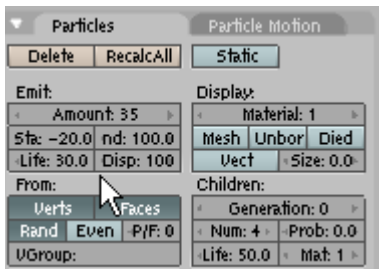 Particles Particle Motion
Delete RecalcAll Static
Emit: Display:
Amount: 35 Material: 1
Sta: -20.0 nd: 100.0 Mesh Unbor Died
Life: 30.0 Disp: 100 Vect Size: 0.0
From: Children:
Verts Faces Generation: 0
Rand Even P/F: 0 Num: 4 Prob: 0.0
VGroup: Life: 50.0 Mat: 1